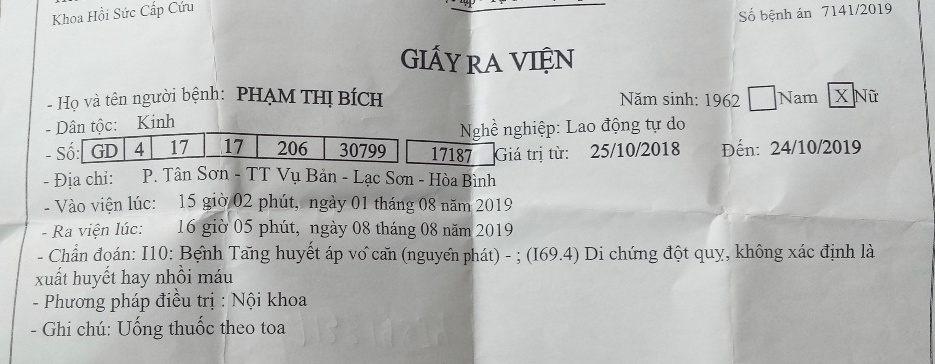 Khoa Hồi Sức Cấp Cứu
Số bệnh án 7141/2019
GIẤY RA VIỆN
- Họ và tên người bệnh: PHẠM THỊ BÍCH Năm sinh: 1962 Nam X Nữ
- Dân tộc: Kinh Nghề nghiệp: Lao động tự do
- Số: GD 4 17 17 206 30799 17187 Giá trị từ: 25/10/2018 Đến: 24/10/2019
- Địa chỉ: P. Tân Sơn - TT Vụ Bản - Lạc Sơn - Hòa Bình
- Vào viện lúc: 15 giờ 02 phút, ngày 01 tháng 08 năm 2019
- Ra viện lúc: 16 giờ 05 phút, ngày 08 tháng 08 năm 2019
- Chẩn đoán: I10: Bệnh Tăng huyết áp vô căn (nguyên phát) - ; (I69.4) Di chứng đột quỵ, không xác định là
xuất huyết hay nhồi máu
- Phương pháp điều trị : Nội khoa
- Ghi chú: Uống thuốc theo toa